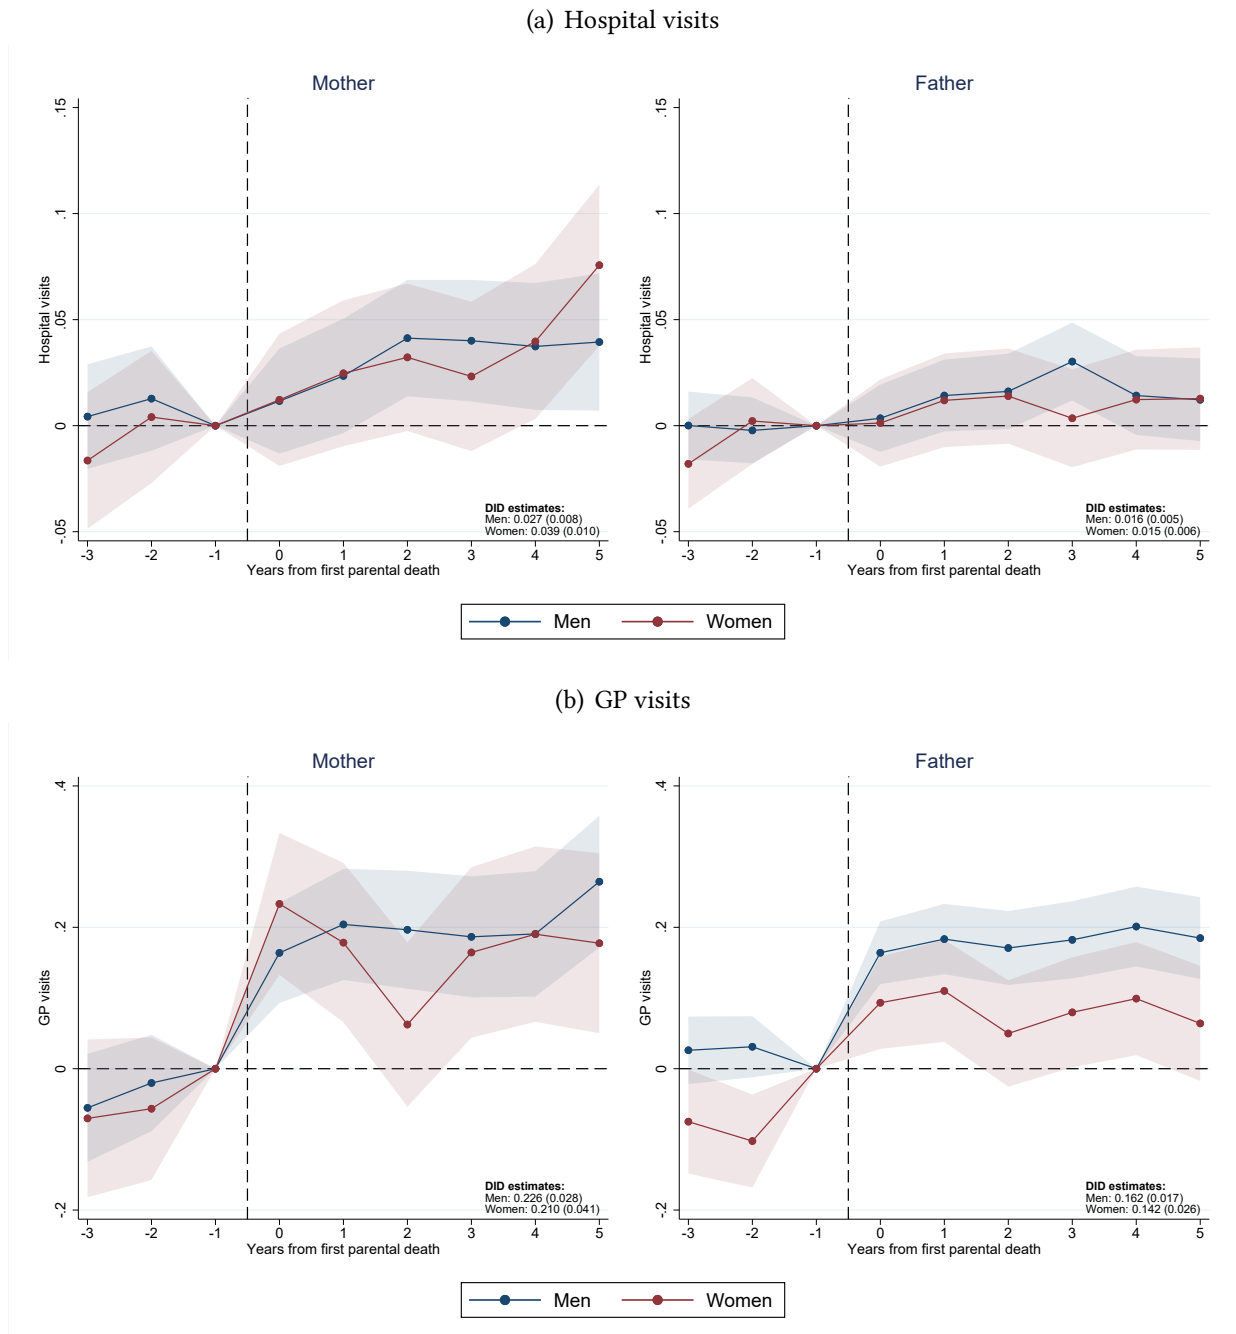 (a) Hospital visits
Mother
Father
Hospital visits
.15
.1
.05
0
-.05
-3 -2 -1 0 1 2 3 4 5
Years from first parental death
DID estimates:
Men: 0.027 (0.008)
Women: 0.039 (0.010)
Hospital visits
.15
.1
.05
0
-.05
-3 -2 -1 0 1 2 3 4 5
Years from first parental death
DID estimates:
Men: 0.016 (0.005)
Women: 0.015 (0.006)
Men Women
(b) GP visits
Mother
Father
GP visits
.4
.2
0
-.2
-3 -2 -1 0 1 2 3 4 5
Years from first parental death
DID estimates:
Men: 0.226 (0.028)
Women: 0.210 (0.041)
GP visits
.4
.2
0
-.2
-3 -2 -1 0 1 2 3 4 5
Years from first parental death
DID estimates:
Men: 0.162 (0.017)
Women: 0.142 (0.026)
Men Women